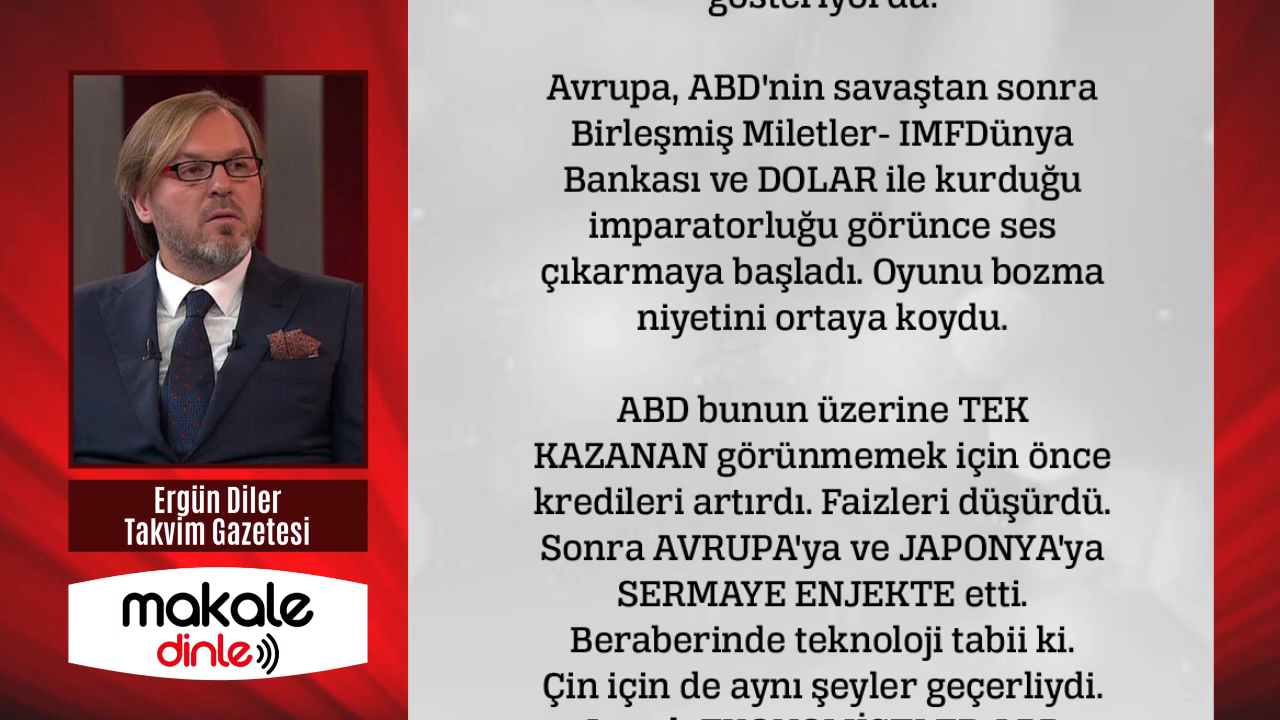 gösteriyordu.
Avrupa, ABD'nin savaştan sonra
Birleşmiş Miletler- IMFDünya
Bankası ve DOLAR ile kurduğu
imparatorluğu görünce ses
çıkarmaya başladı. Oyunu bozma
niyetini ortaya koydu.
ABD bunun üzerine TEK
KAZANAN görünmemek için önce
kredileri artırdı. Faizleri düşürdü.
Sonra AVRUPA'ya ve JAPONYA'ya
SERMAYE ENJEKTE etti.
Beraberinde teknoloji tabii ki.
Çin için de aynı şeyler geçerliydi.
Ergün Diler
Takvim Gazetesi
makale
dinle